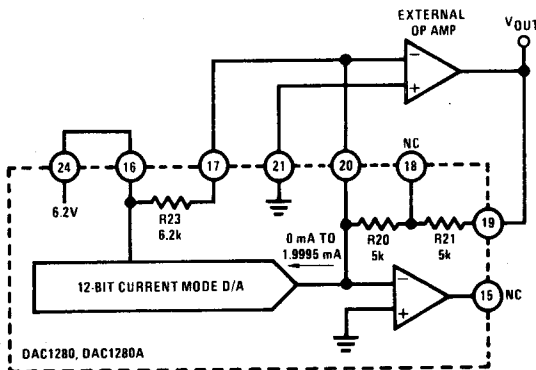 EXTERNAL
OP AMP
VOUT
−
+
NC
24
16
17
21
20
18
6.2V
R23
6.2k
19
0 mA TO
1.9995 mA
R20
5k
R21
5k
12-BIT CURRENT MODE D/A
−
+
15
NC
DAC1280, DAC1280A